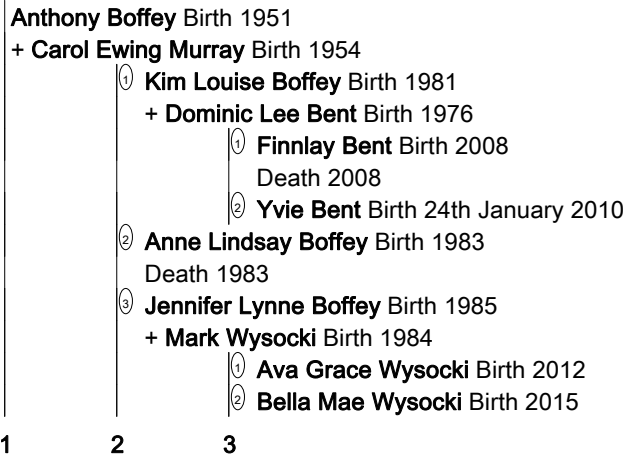 Anthony Boffey Birth 1951
+ Carol Ewing Murray Birth 1954
1 Kim Louise Boffey Birth 1981
+ Dominic Lee Bent Birth 1976
1 Finnlay Bent Birth 2008
Death 2008
2 Yvie Bent Birth 24th January 2010
2 Anne Lindsay Boffey Birth 1983
Death 1983
3 Jennifer Lynne Boffey Birth 1985
+ Mark Wysocki Birth 1984
1 Ava Grace Wysocki Birth 2012
2 Bella Mae Wysocki Birth 2015
1 2 3